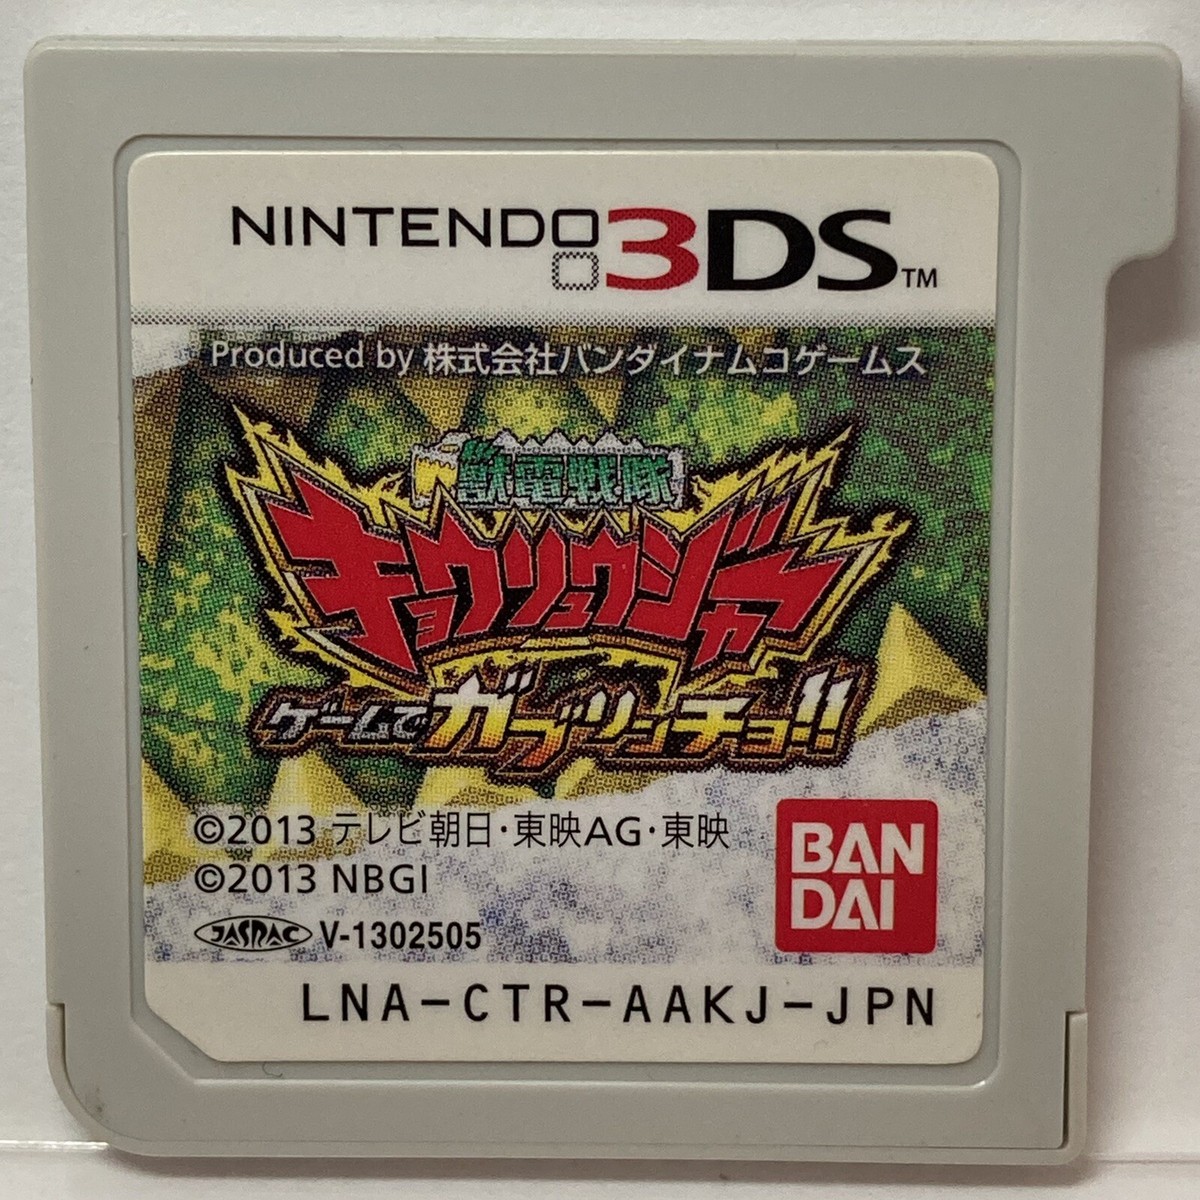 NINTENDO 3DS™
Produced by 株式会社バンダイナムコゲームス
獣電戦隊
キョウリュウジャー
ゲームでガブリンチョ!!
©2013 テレビ朝日・東映AG・東映
©2013 NBGI
JASRAC V-1302505
BAN
DAI
LNA-CTR-AAKJ-JPN